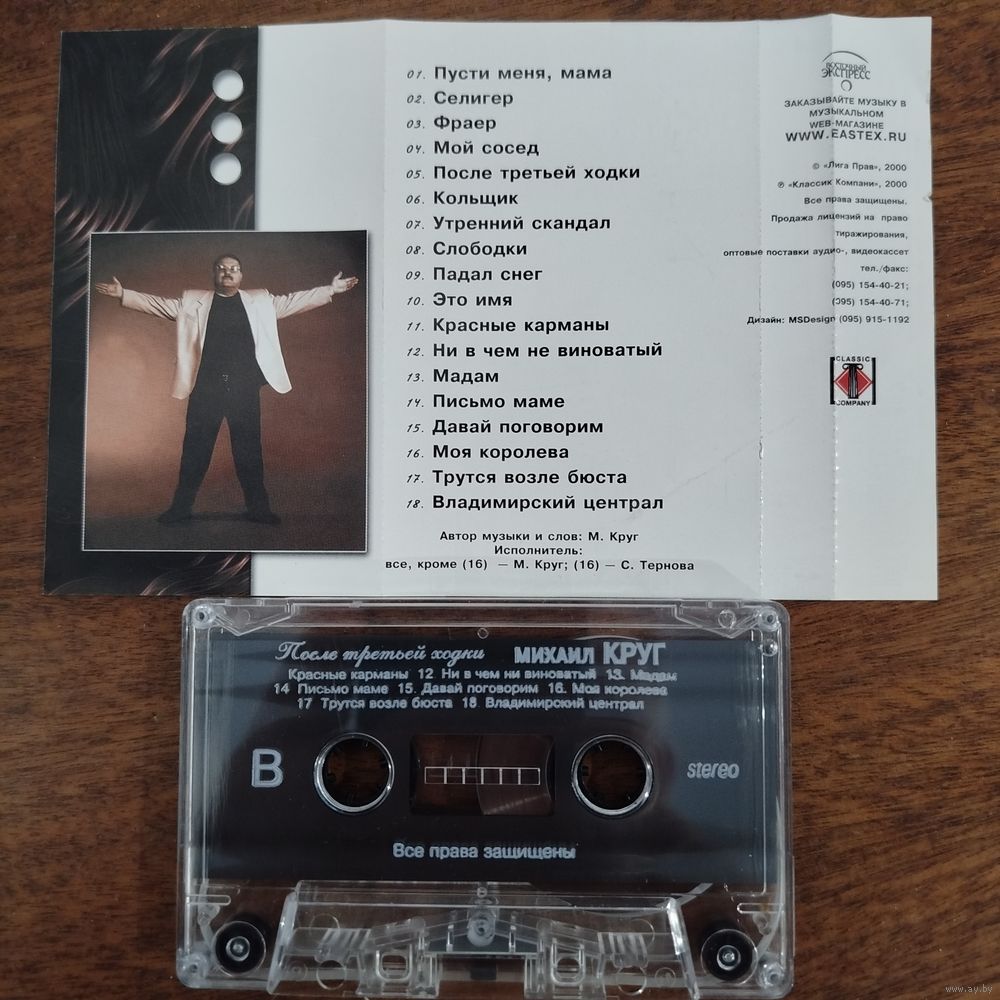 01. Пусти меня, мама
02. Селигер
03. Фраер
04. Мой сосед
05. После третьей ходки
06. Кольщик
07. Утренний скандал
08. Слободки
09. Падал снег
10. Это имя
11. Красные карманы
12. Ни в чем не виноватый
13. Мадам
14. Письмо маме
15. Давай поговорим
16. Моя королева
17. Трутся возле бюста
18. Владимирский централ
Автор музыки и слов: М. Круг
Исполнитель:
все, кроме (16) – М. Круг; (16) – С. Тернова
ВОСТОЧНЫЙ
ЭКСПРЕСС
ЗАКАЗЫВАЙТЕ МУЗЫКУ В
МУЗЫКАЛЬНОМ
WEB-МАГАЗИНЕ
WWW.EASTEX.RU
© «Лига Прав», 2000
℗ «Классик Компани», 2000
Все права защищены.
Продажа лицензий на право
тиражирования,
оптовые поставки аудио-, видеокассет
тел./факс:
(095) 154-40-21;
(095) 154-40-71;
Дизайн: MSDesign (095) 915-1192
CLASSIC
COMPANY
После третьей ходки МИХАИЛ КРУГ
Красные карманы 12 Ни в чем ни виноватый 13. Мадам
14 Письмо маме 15. Давай поговорим 16. Моя королева
17 Трутся возле бюста 18 Владимирский централ
B
stereo
Все права защищены
www.ay.by